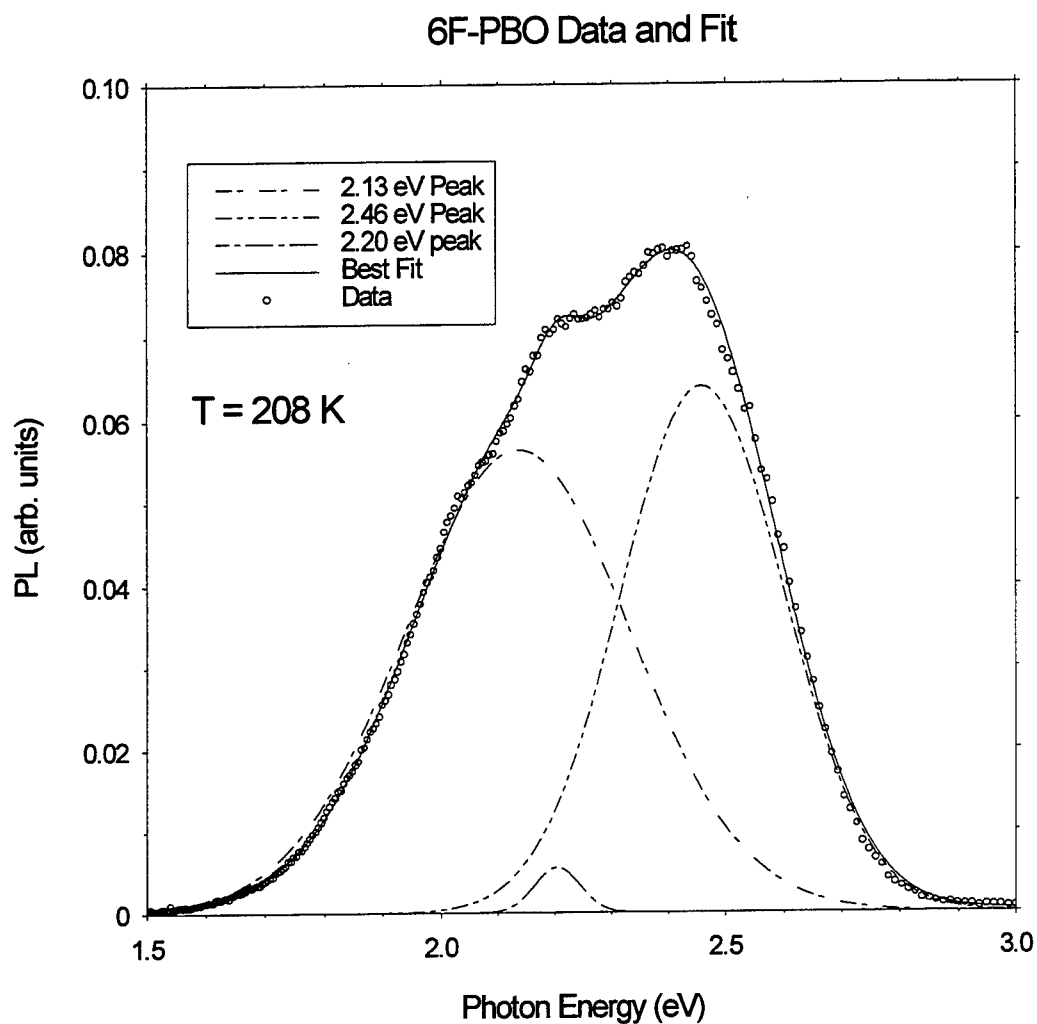 6F-PBO Data and Fit
0.10
2.13 eV Peak
2.46 eV Peak
2.20 eV peak
Best Fit
Data
0.08
T = 208 K
0.06
PL (arb. units)
0.04
0.02
0
1.5
2.0
2.5
3.0
Photon Energy (eV)